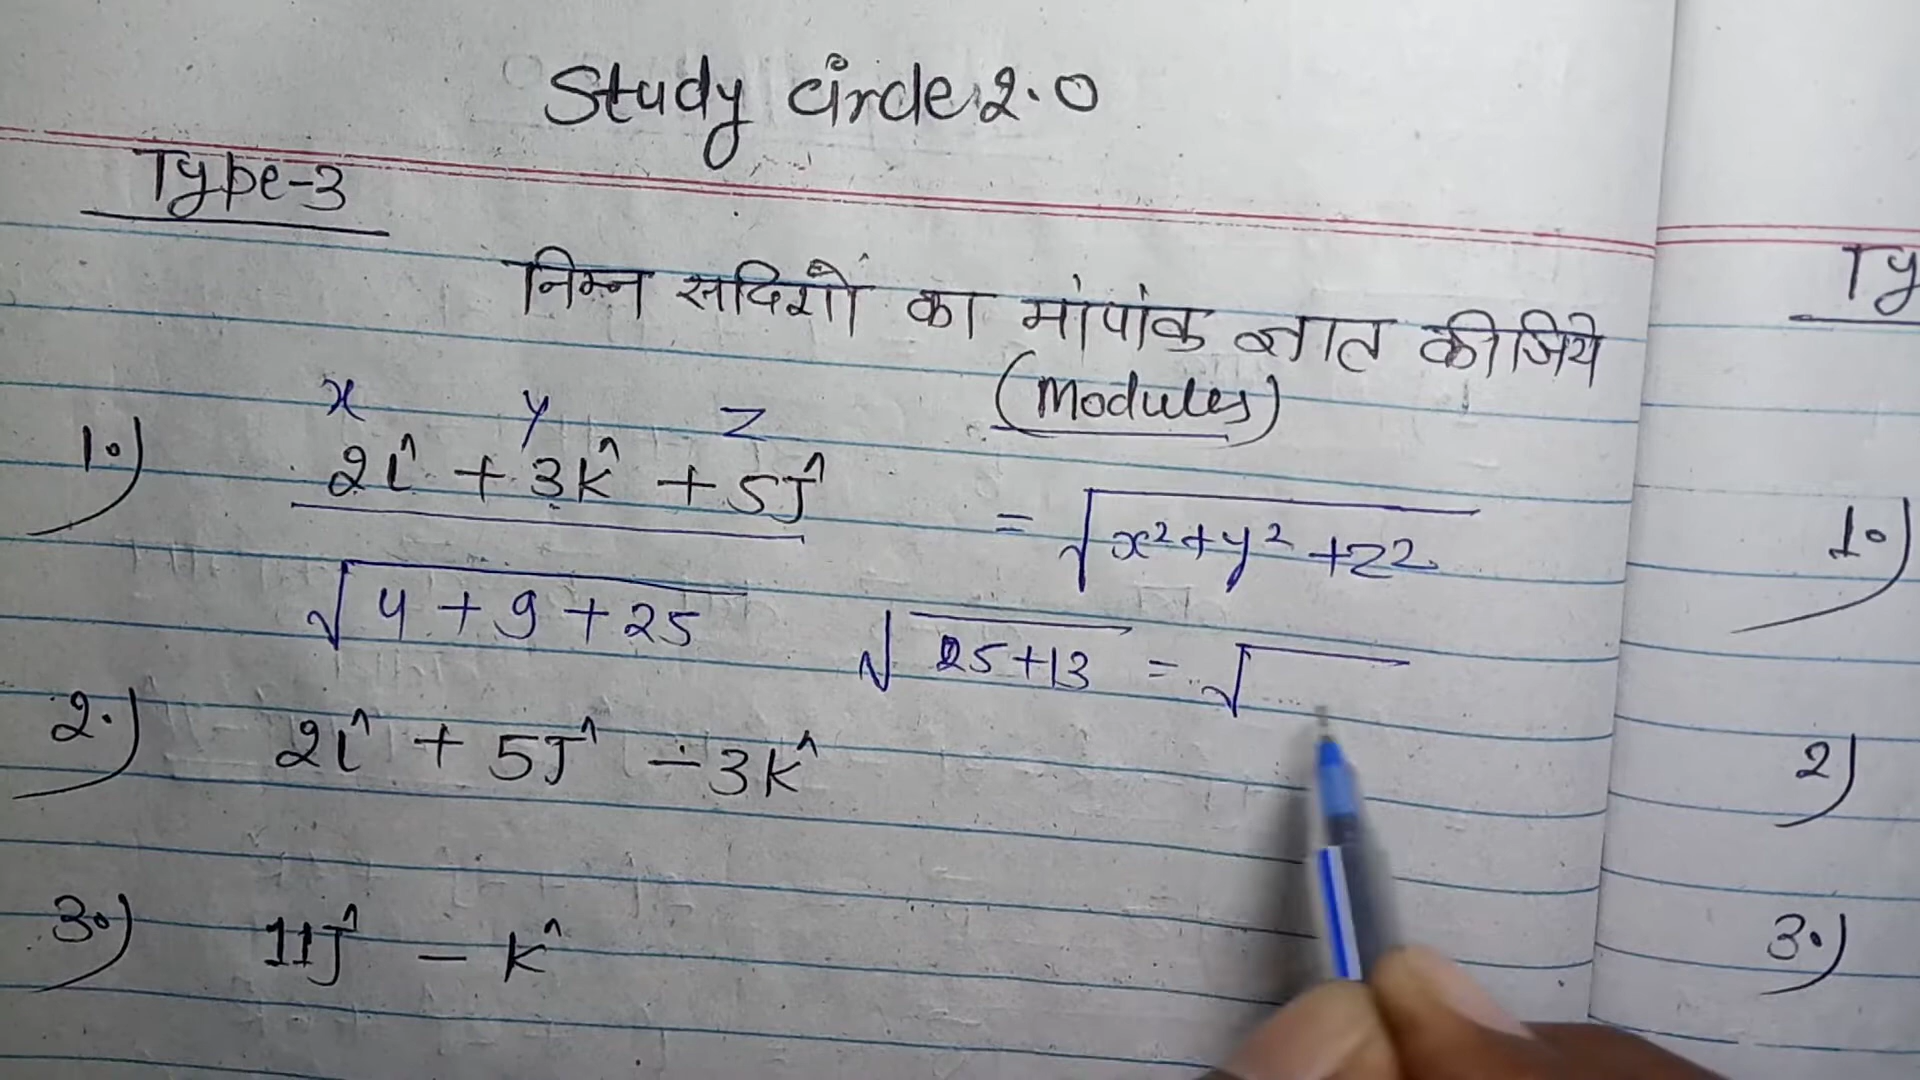 Study circle 2.0
Type-3
निम्न सदिशों का मांपांक ज्ञात कीजिये
(Modules)
x y z
1.) 2î + 3k̂ + 5ĵ = √x²+y²+z²
√4+9+25 √25+13 = √
2.) 2î + 5ĵ - 3k̂
3.) 11ĵ - k̂
Ty
1.)
2)
3.)